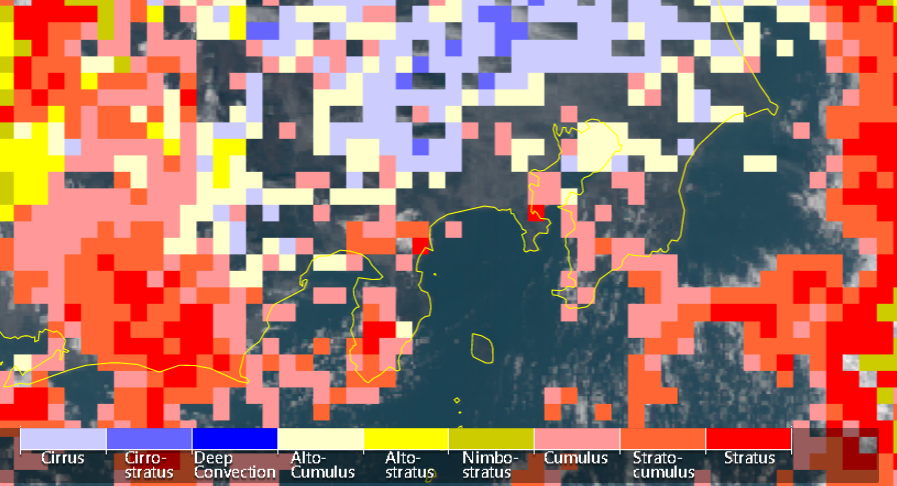 Cirrus
Cirro-
stratus
Deep
Convection
Alto-
Cumulus
Alto-
stratus
Nimbo-
stratus
Cumulus
Strato-
cumulus
Stratus